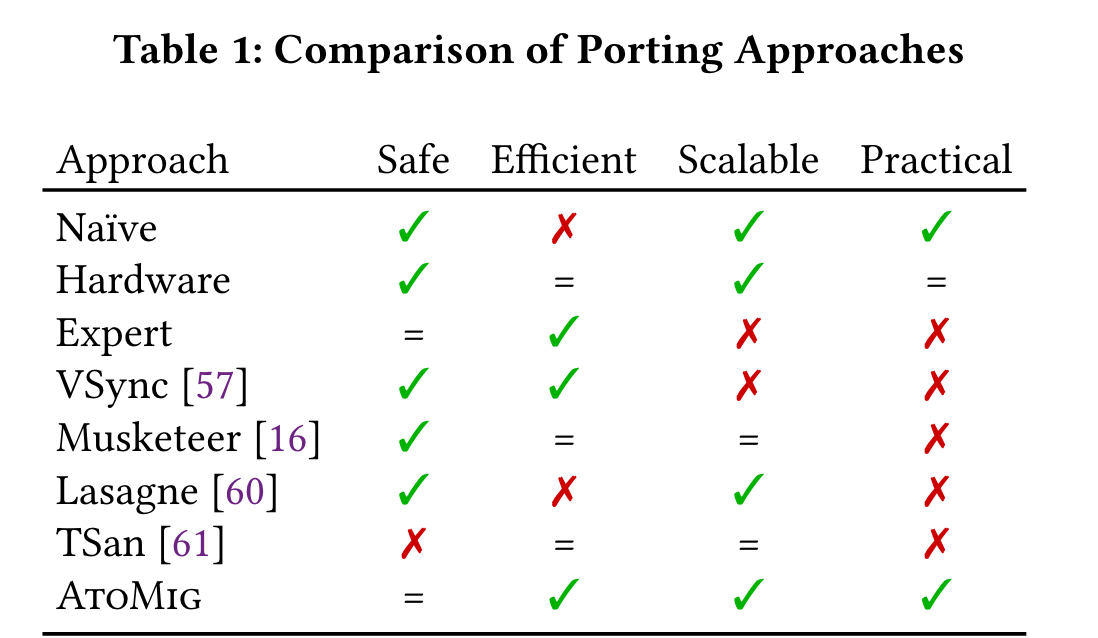 Table 1: Comparison of Porting Approaches
Approach Safe Efficient Scalable Practical
Naïve ✓ ✗ ✓ ✓
Hardware ✓ = ✓ =
Expert = ✓ ✗ ✗
VSync [57] ✓ ✓ ✗ ✗
Musketeer [16] ✓ = = ✗
Lasagne [60] ✓ ✗ ✓ ✗
TSan [61] ✗ = = ✗
AtoMig = ✓ ✓ ✓